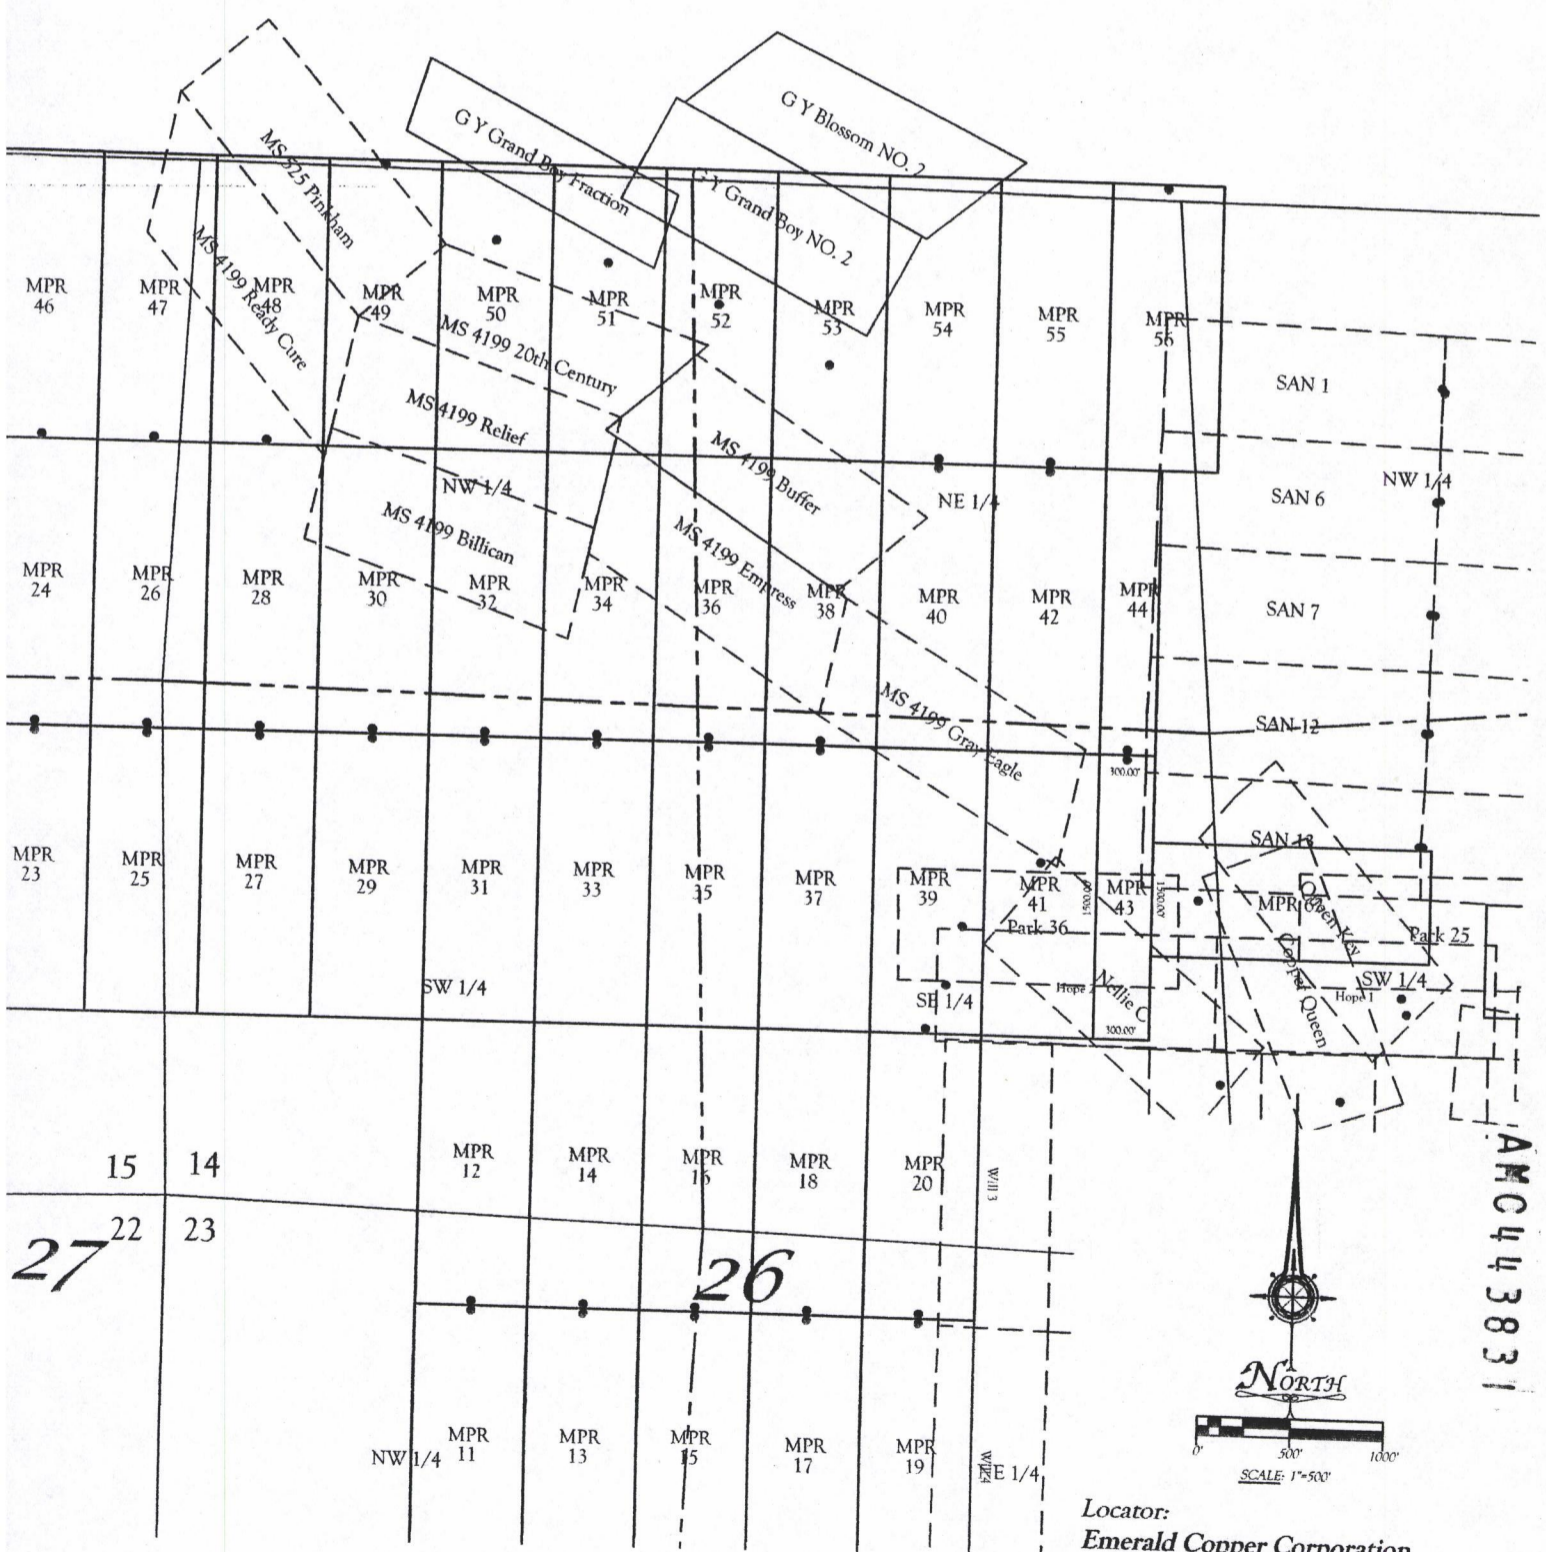 G Y Blossom NO. 2
G Y Grand Boy Fraction
G Y Grand Boy NO. 2
MS 325 Pinkham
MS 4199 Ready Cure
MPR
46
MPR
47
MPR
48
MPR
49
MPR
50
MPR
51
MPR
52
MPR
53
MPR
54
MPR
55
MPR
56
MS 4199 20th Century
MS 4199 Relief
MS 4199 Buffer
SAN 1
NW 1/4
NE 1/4
NW 1/4
SAN 6
MS 4199 Billican
MS 4199 Empress
MPR
24
MPR
26
MPR
28
MPR
30
MPR
32
MPR
34
MPR
36
MPR
38
MPR
40
MPR
42
MPR
44
SAN 7
MS 4199 Gray Eagle
SAN 12
300.00'
SAN 13
MPR
23
MPR
25
MPR
27
MPR
29
MPR
31
MPR
33
MPR
35
MPR
37
MPR
39
MPR
41
MPR
43
1500.00'
1500.00'
Queen Key
Park 36
Park 25
Copper Queen
SW 1/4
SE 1/4
Nellie C
SW 1/4
Hope 1
300.00'
15
14
MPR
12
MPR
14
MPR
16
MPR
18
MPR
20
Will 3
22
23
27
26
AMC443831
NORTH
MPR
11
MPR
13
MPR
15
MPR
17
MPR
19
NW 1/4
0'
500'
1000'
SCALE: 1"=500'
Locator:
Emerald Copper Corporation